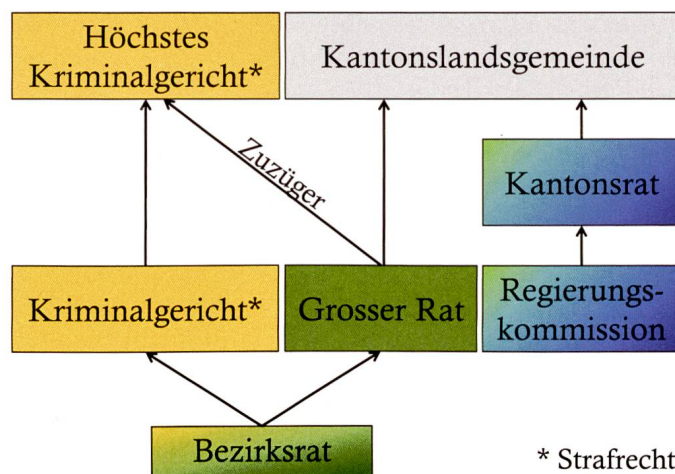 Höchstes
Kriminalgericht*
Kantonslandsgemeinde
Zuzüger
Kantonsrat
Kriminalgericht*
Grosser Rat
Regierungs-
kommission
Bezirksrat
* Strafrecht